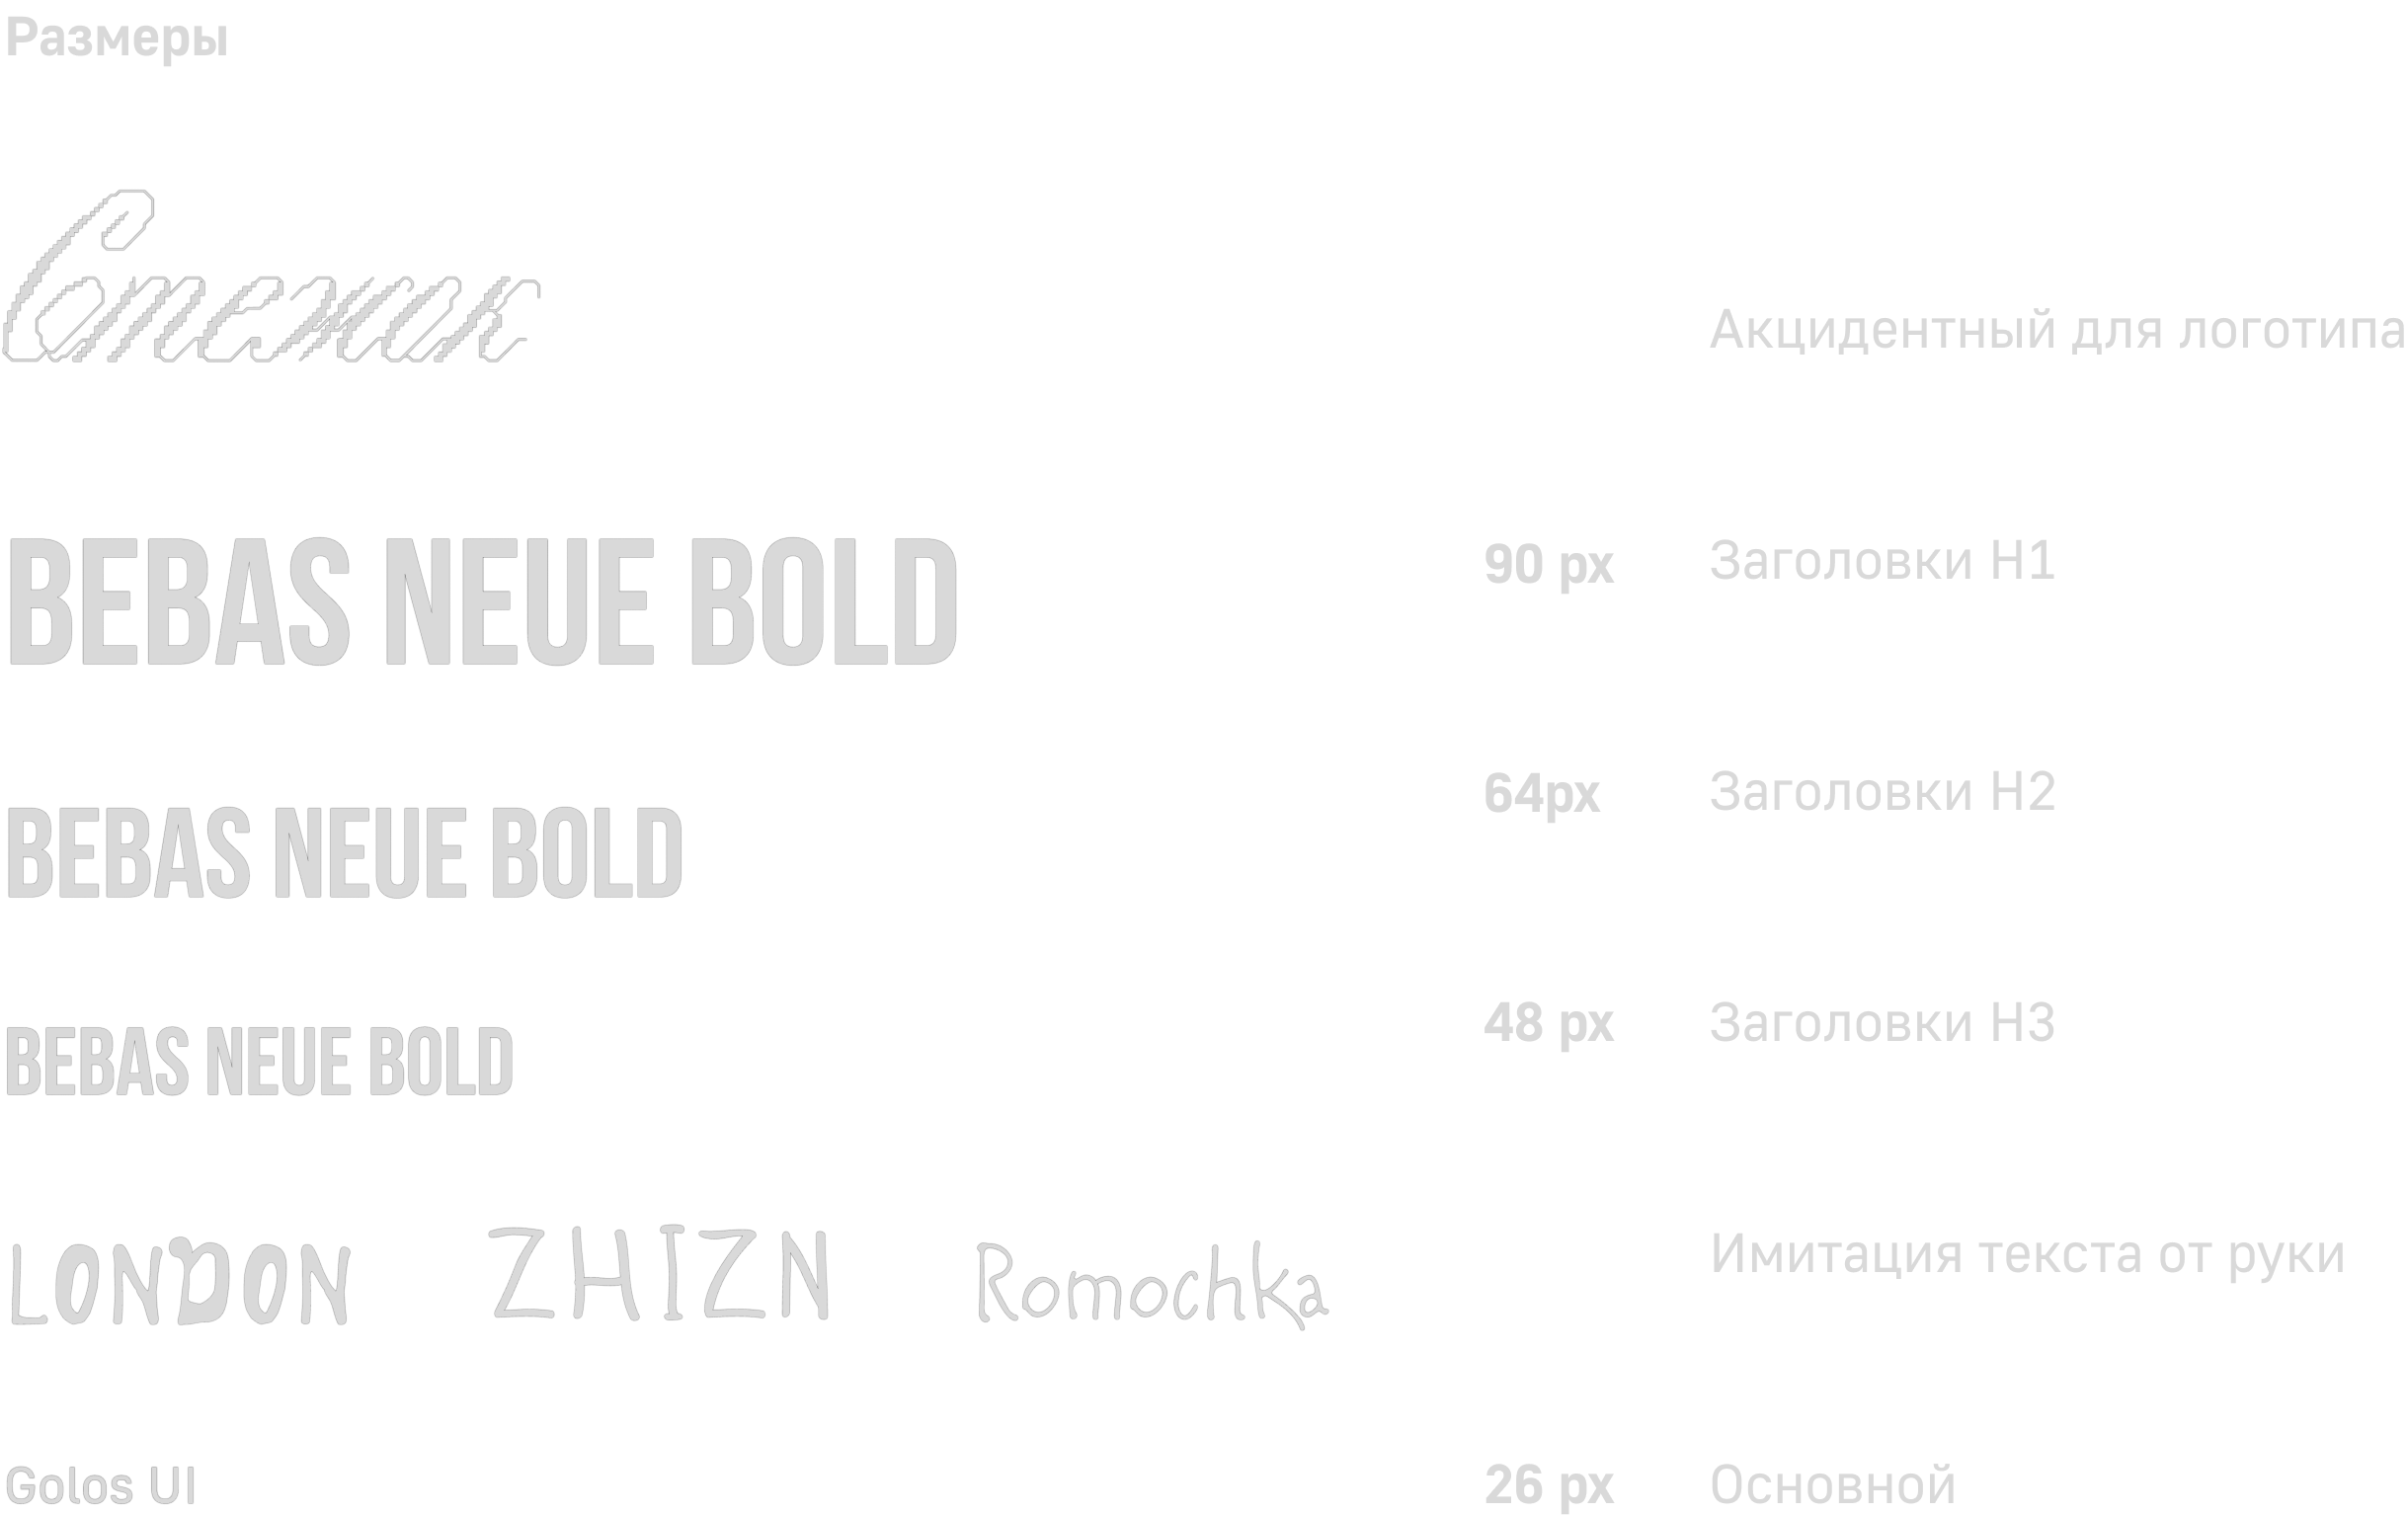 Размеры
Акцидентный для логотипа
BEBAS NEUE BOLD 90 px Заголовки H1
BEBAS NEUE BOLD 64px Заголовки H2
BEBAS NEUE BOLD 48 px Заголовки H3
LONDON ZHIZN Romochka Имитация текста от руки
Golos UI 26 px Основной